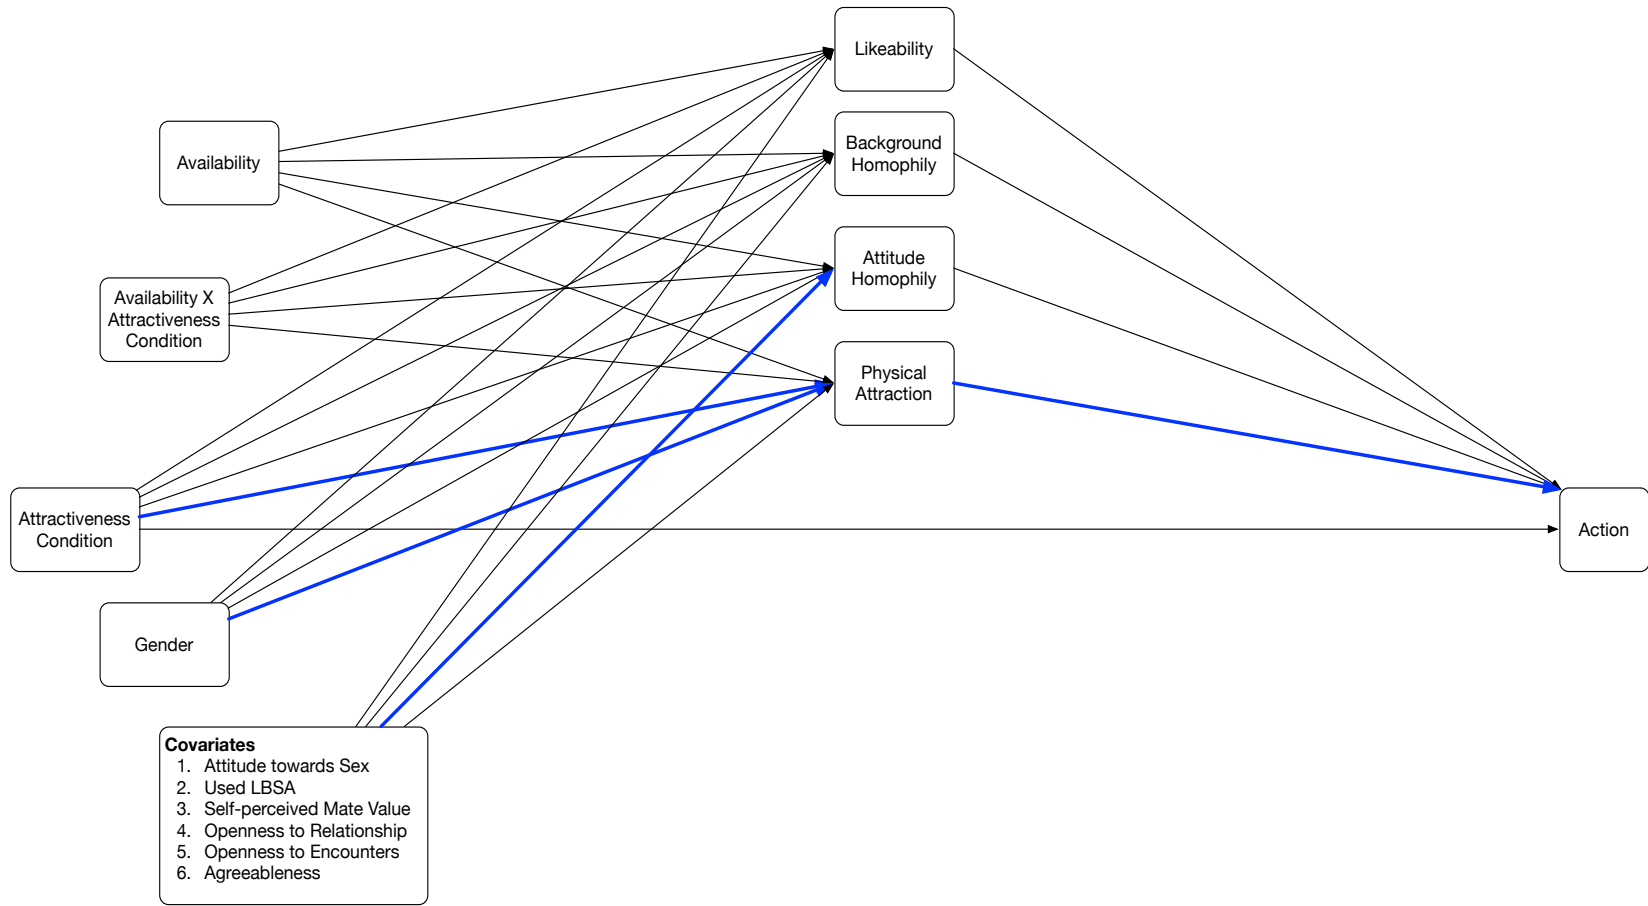 Likeability
Background
Homophily
Availability
Attitude
Homophily
Availability X
Attractiveness
Condition
Physical
Attraction
Attractiveness
Condition
Action
Gender
Covariates
1. Attitude towards Sex
2. Used LBSA
3. Self-perceived Mate Value
4. Openness to Relationship
5. Openness to Encounters
6. Agreeableness